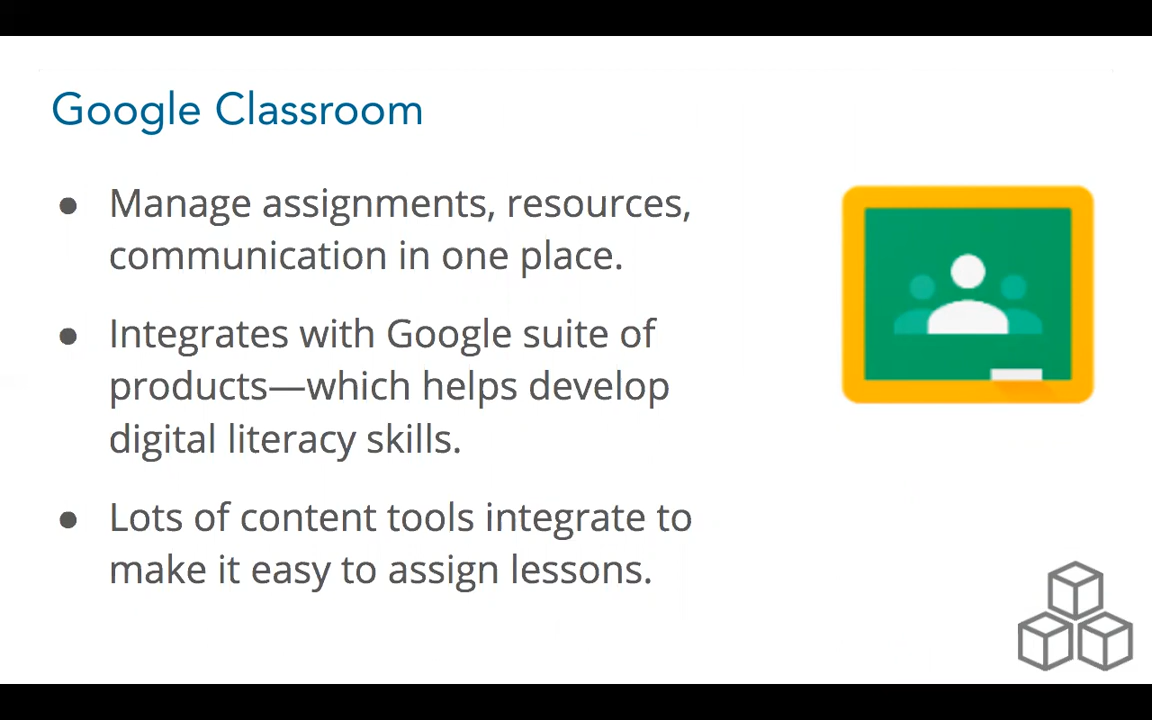 Google Classroom
● Manage assignments, resources,
communication in one place.
● Integrates with Google suite of
products—which helps develop
digital literacy skills.
● Lots of content tools integrate to
make it easy to assign lessons.